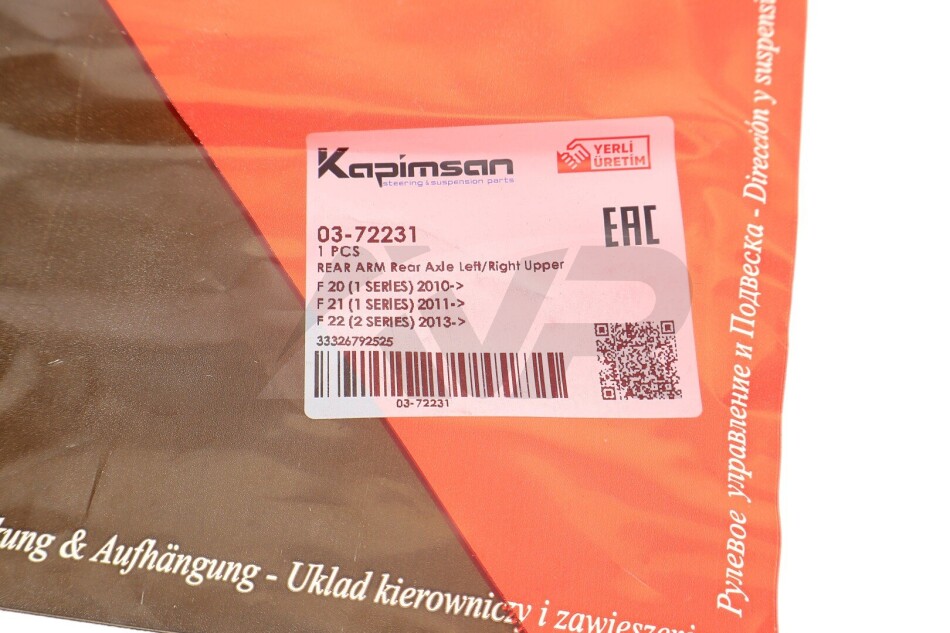 Kapimsan
steering & suspension parts
YERLİ
ÜRETİM
03-72231
EAC
1 PCS
REAR ARM Rear Axle Left/Right Upper
F 20 (1 SERIES) 2010->
F 21 (1 SERIES) 2011->
F 22 (2 SERIES) 2013->
33326792525
03-72231
AVP
& Aufhängung - Układ kierowniczy i zawieszeni
Рулевое управление и Подвеска - Dirección y suspensi